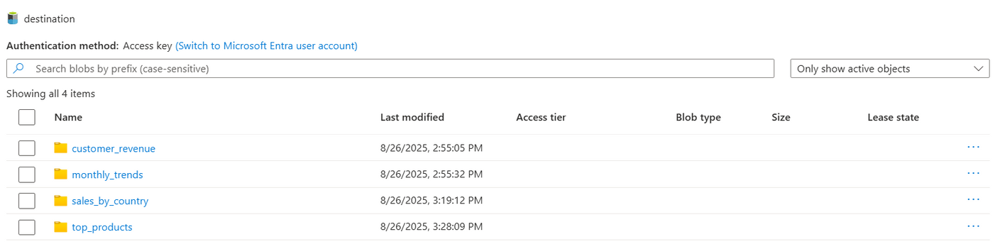 destination
Authentication method: Access key (Switch to Microsoft Entra user account)
Search blobs by prefix (case-sensitive)
Only show active objects
Showing all 4 items
Name Last modified Access tier Blob type Size Lease state
customer_revenue 8/26/2025, 2:55:05 PM ...
monthly_trends 8/26/2025, 2:55:32 PM ...
sales_by_country 8/26/2025, 3:19:12 PM ...
top_products 8/26/2025, 3:28:09 PM ...